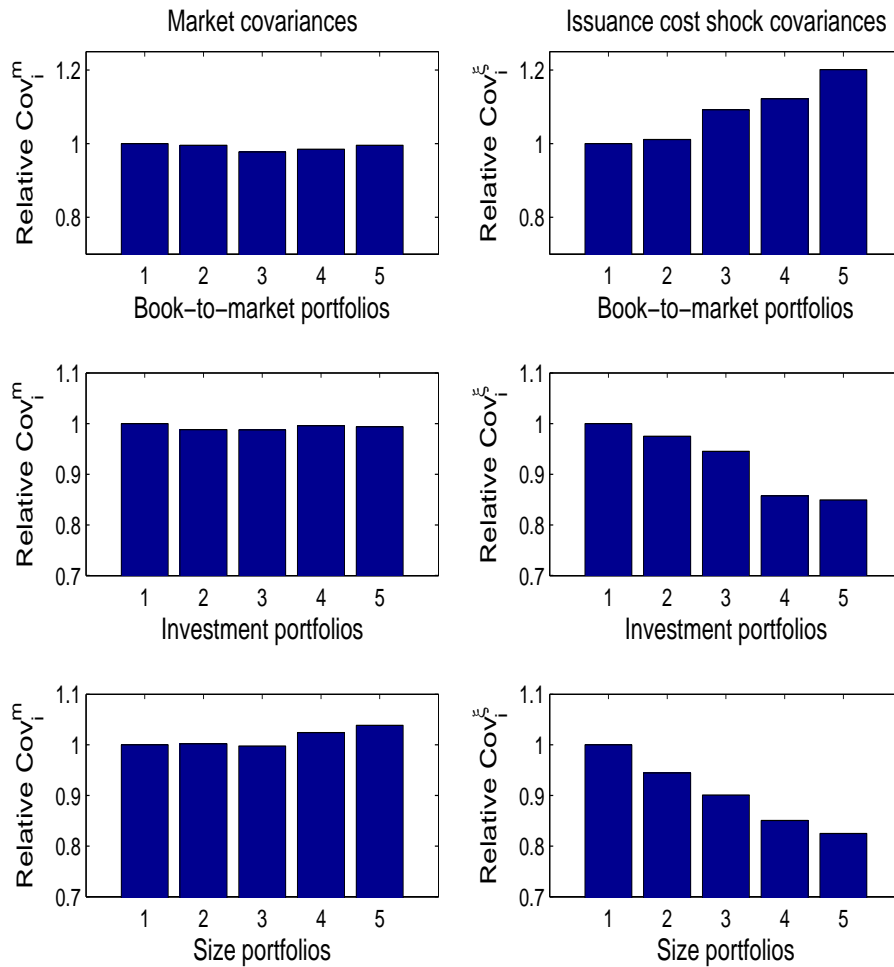 Market covariances
Relative Cov_i^m
1.2
1
0.8
1 2 3 4 5
Book−to−market portfolios
Issuance cost shock covariances
Relative Cov_i^ξ
1.2
1
0.8
1 2 3 4 5
Book−to−market portfolios
Relative Cov_i^m
1.1
1
0.9
0.8
0.7
1 2 3 4 5
Investment portfolios
Relative Cov_i^ξ
1.1
1
0.9
0.8
0.7
1 2 3 4 5
Investment portfolios
Relative Cov_i^m
1.1
1
0.9
0.8
0.7
1 2 3 4 5
Size portfolios
Relative Cov_i^ξ
1.1
1
0.9
0.8
0.7
1 2 3 4 5
Size portfolios